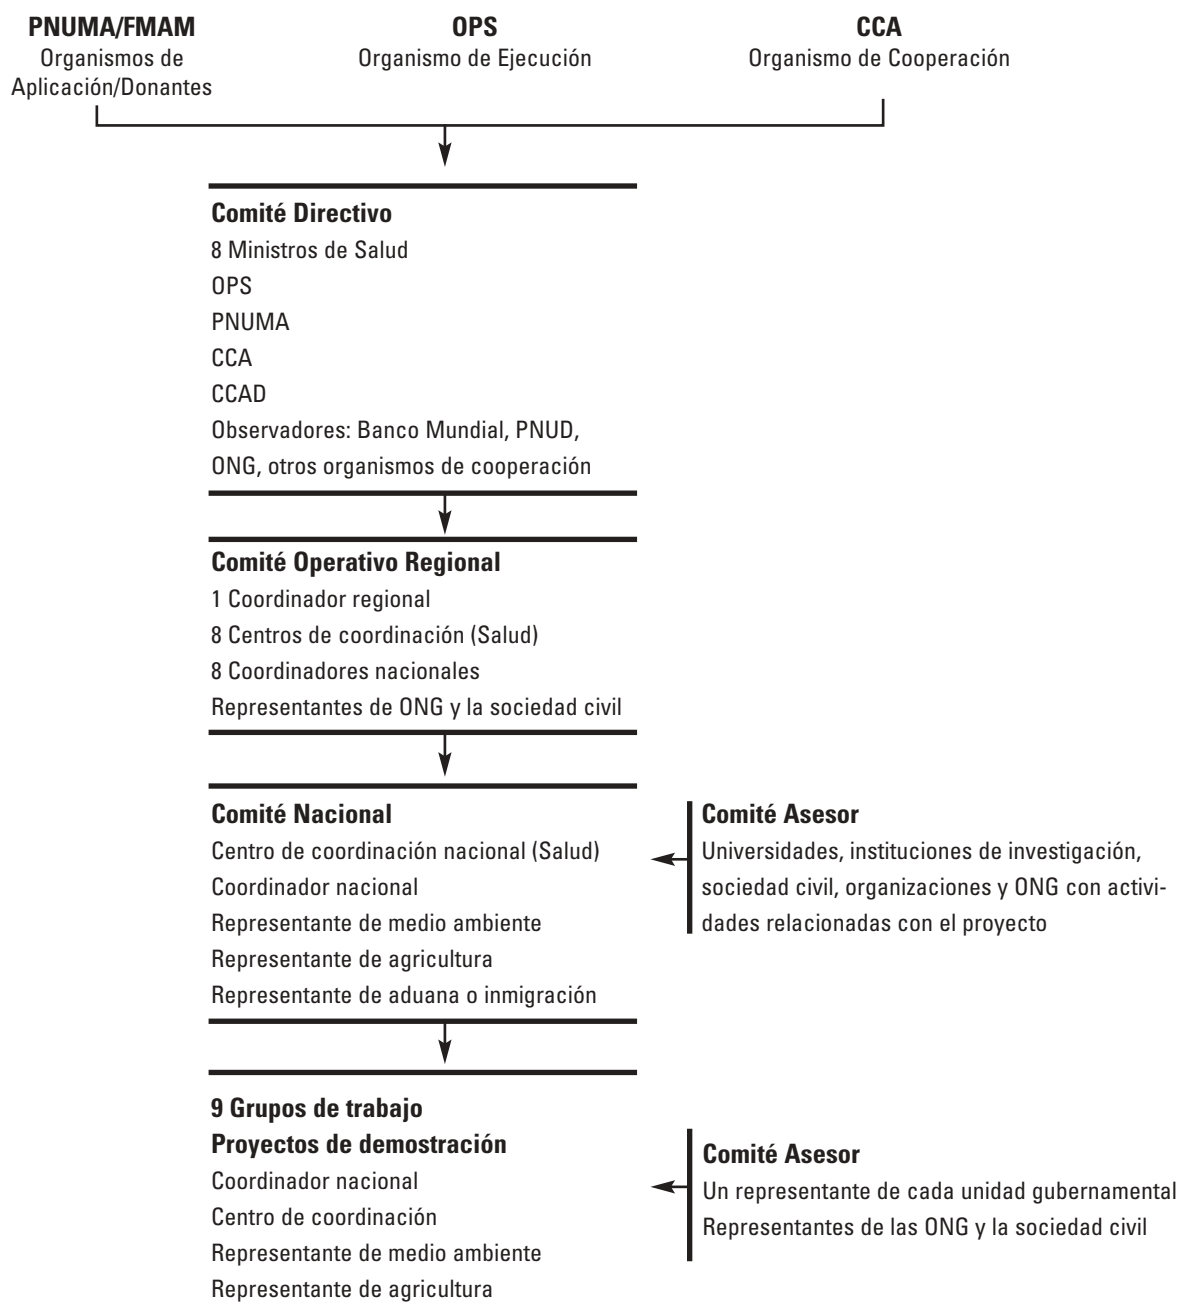 PNUMA/FMAM
Organismos de
Aplicación/Donantes
OPS
Organismo de Ejecución
CCA
Organismo de Cooperación
Comité Directivo
8 Ministros de Salud
OPS
PNUMA
CCA
CCAD
Observadores: Banco Mundial, PNUD,
ONG, otros organismos de cooperación
Comité Operativo Regional
1 Coordinador regional
8 Centros de coordinación (Salud)
8 Coordinadores nacionales
Representantes de ONG y la sociedad civil
Comité Nacional
Centro de coordinación nacional (Salud)
Coordinador nacional
Representante de medio ambiente
Representante de agricultura
Representante de aduana o inmigración
Comité Asesor
Universidades, instituciones de investigación,
sociedad civil, organizaciones y ONG con activi-
dades relacionadas con el proyecto
9 Grupos de trabajo
Proyectos de demostración
Coordinador nacional
Centro de coordinación
Representante de medio ambiente
Representante de agricultura
Comité Asesor
Un representante de cada unidad gubernamental
Representantes de las ONG y la sociedad civil